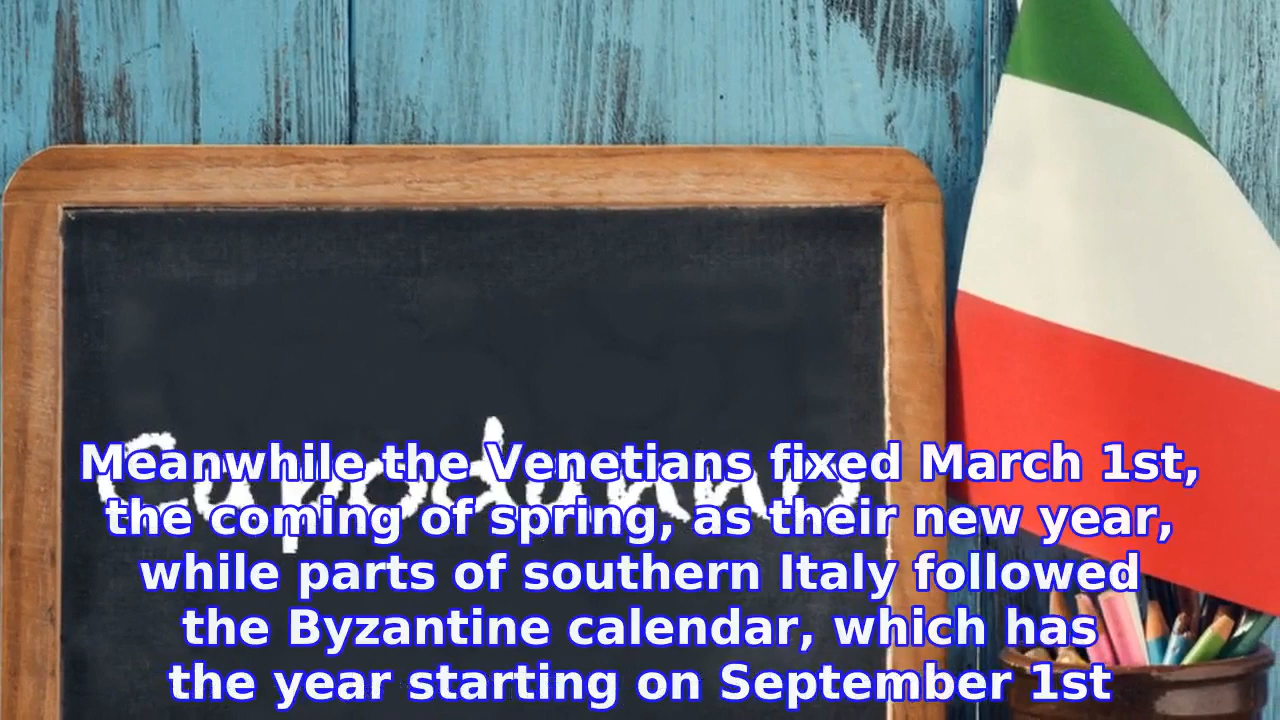 Capodanno
Meanwhile the Venetians fixed March 1st,
the coming of spring, as their new year,
while parts of southern Italy followed
the Byzantine calendar, which has
the year starting on September 1st